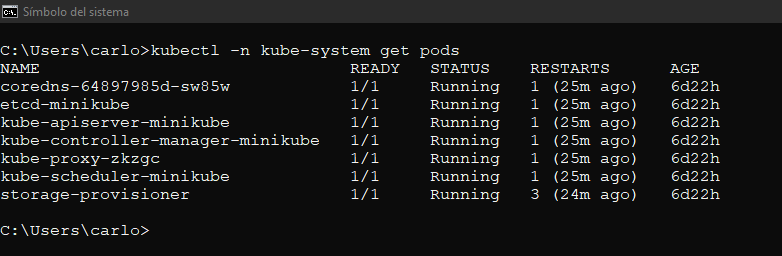 Símbolo del sistema
C:\Users\carlo>kubectl -n kube-system get pods
NAME                               READY   STATUS    RESTARTS      AGE
coredns-64897985d-sw85w            1/1     Running   1 (25m ago)   6d22h
etcd-minikube                      1/1     Running   1 (25m ago)   6d22h
kube-apiserver-minikube            1/1     Running   1 (25m ago)   6d22h
kube-controller-manager-minikube   1/1     Running   1 (25m ago)   6d22h
kube-proxy-zkzgc                   1/1     Running   1 (25m ago)   6d22h
kube-scheduler-minikube            1/1     Running   1 (25m ago)   6d22h
storage-provisioner                1/1     Running   3 (24m ago)   6d22h
C:\Users\carlo>